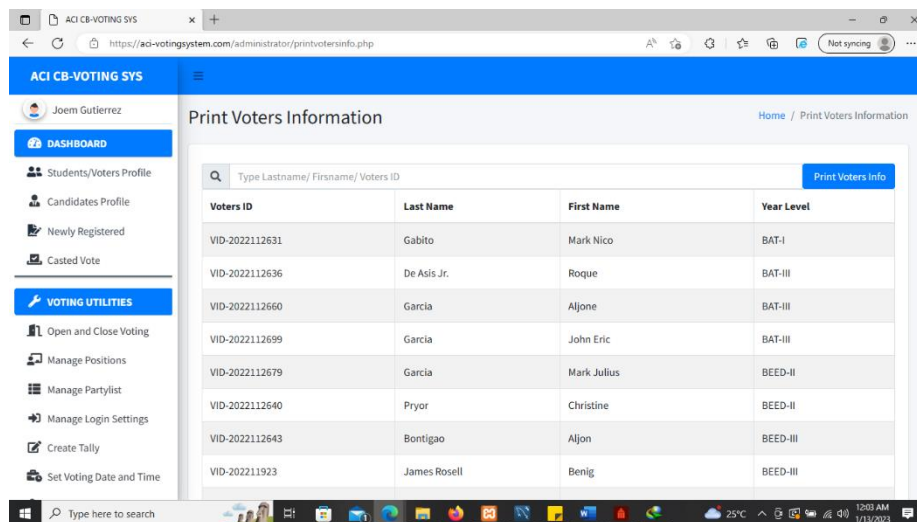 ACI CB-VOTING SYS
https://aci-votingsystem.com/administrator/printvotersinfo.php
Not syncing
ACI CB-VOTING SYS
Joem Gutierrez
Print Voters Information
Home / Print Voters Information
DASHBOARD
Students/Voters Profile
Candidates Profile
Newly Registered
Casted Vote
VOTING UTILITIES
Open and Close Voting
Manage Positions
Manage Partylist
Manage Login Settings
Create Tally
Set Voting Date and Time
Type Lastname/ Firsname/ Voters ID
Print Voters Info
Voters ID Last Name First Name Year Level
VID-2022112631 Gabito Mark Nico BAT-I
VID-2022112636 De Asis Jr. Roque BAT-III
VID-2022112660 Garcia Aljone BAT-III
VID-2022112699 Garcia John Eric BAT-III
VID-2022112679 Garcia Mark Julius BEED-II
VID-2022112640 Pryor Christine BEED-II
VID-2022112643 Bontigao Aljon BEED-III
VID-202211923 James Rosell Benig BEED-III
Type here to search
25°C
12:03 AM
1/13/2023